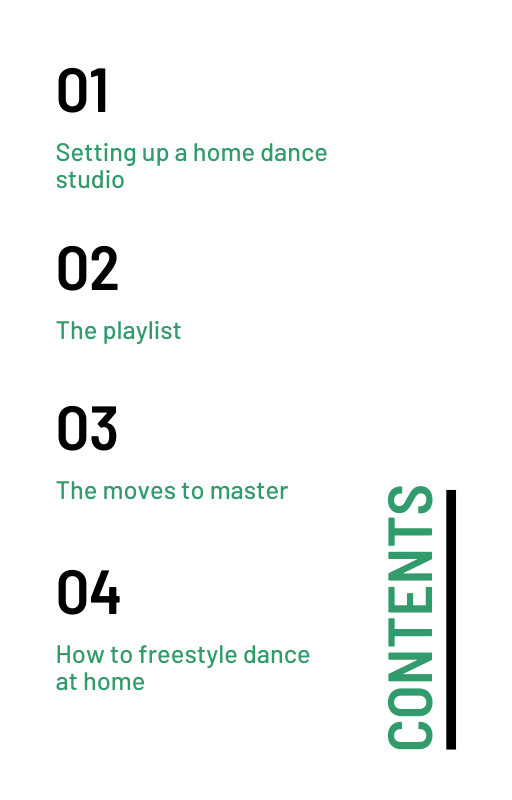 01
Setting up a home dance
studio
02
The playlist
03
The moves to master
04
How to freestyle dance
at home
CONTENTS